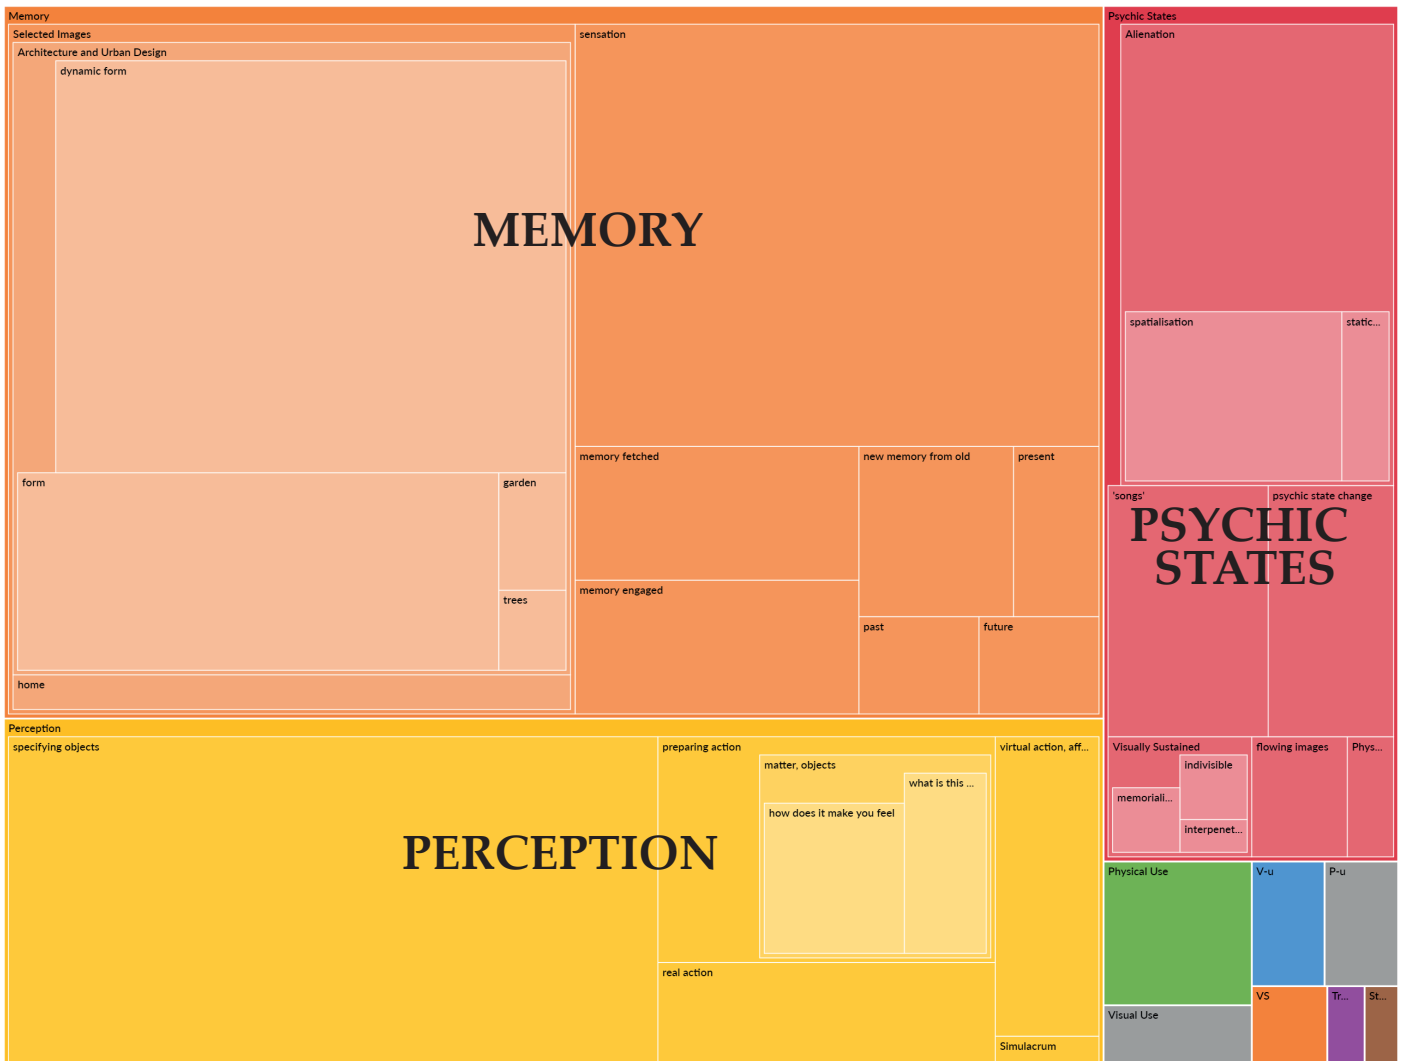 Memory
Selected Images
Architecture and Urban Design
dynamic form
form
garden
trees
home
sensation
MEMORY
memory fetched
new memory from old
present
memory engaged
past
future
Perception
specifying objects
preparing action
matter, objects
what is this ...
how does it make you feel
virtual action, aff...
PERCEPTION
real action
Simulacrum
Psychic States
Alienation
spatialisation
static...
'songs'
psychic state change
PSYCHIC
STATES
Visually Sustained
indivisible
memoriali...
interpenet...
flowing images
Phys...
Physical Use
V-u
P-u
Visual Use
VS
Tr...
St...